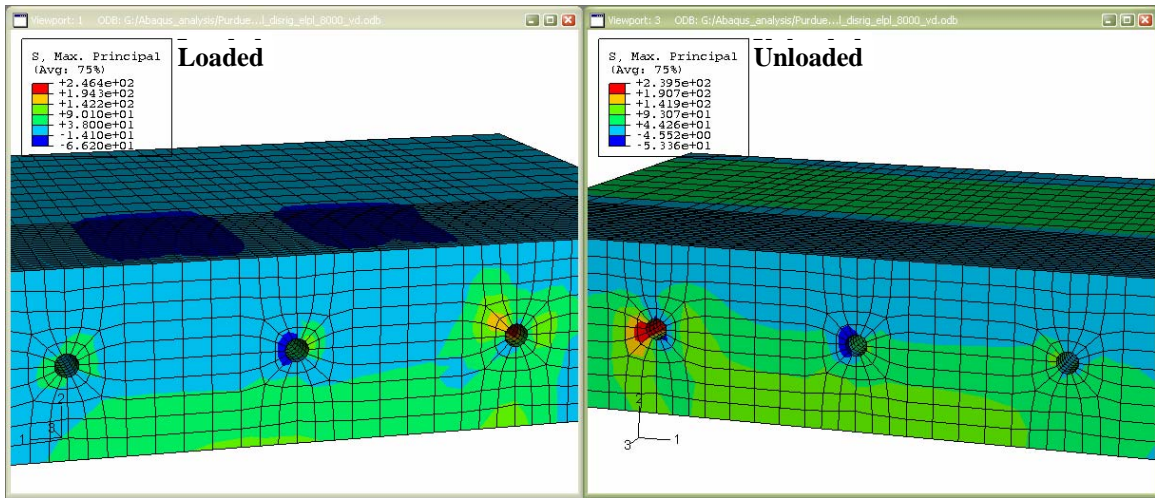 Viewport: 1 ODB: G:/Abaqus_analysis/Purdue...l_disrig_elpl_8000_vd.odb
Loaded
S, Max. Principal
(Avg: 75%)
+2.464e+02
+1.943e+02
+1.422e+02
+9.010e+01
+3.800e+01
-1.410e+01
-6.620e+01
2
3
1
Viewport: 3 ODB: G:/Abaqus_analysis/Purdue...l_disrig_elpl_8000_vd.odb
Unloaded
S, Max. Principal
(Avg: 75%)
+2.395e+02
+1.907e+02
+1.419e+02
+9.307e+01
+4.426e+01
-4.552e+00
-5.336e+01
2
3
1